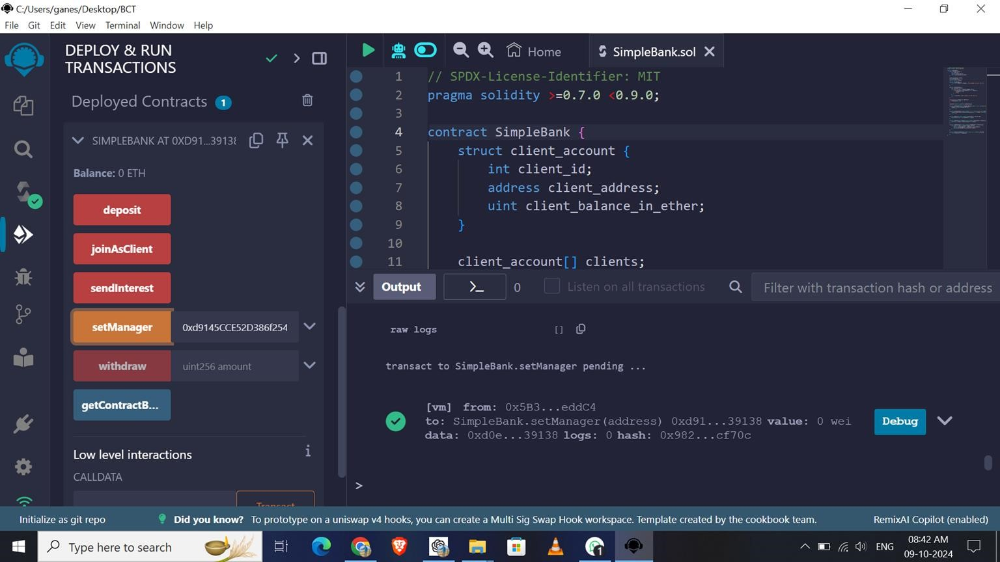 C:/Users/ganes/Desktop/BCT
File Git Edit View Terminal Window Help
DEPLOY & RUN
TRANSACTIONS
Deployed Contracts 1
SIMPLEBANK AT 0XD91...39138
Balance: 0 ETH
deposit
joinAsClient
sendInterest
setManager 0xd9145CCE52D386f254
withdraw uint256 amount
getContractB...
Low level interactions i
CALLDATA
Transact
Home SimpleBank.sol
1 // SPDX-License-Identifier: MIT
2 pragma solidity >=0.7.0 <0.9.0;
3
4 contract SimpleBank {
5 struct client_account {
6 int client_id;
7 address client_address;
8 uint client_balance_in_ether;
9 }
10
11 client_account[] clients;
Output >_ 0 Listen on all transactions Filter with transaction hash or address
raw logs []
transact to SimpleBank.setManager pending ...
[vm] from: 0x5B3...eddC4
to: SimpleBank.setManager(address) 0xd91...39138 value: 0 wei
data: 0xd0e...39138 logs: 0 hash: 0x982...cf70c
Debug
>
Initialize as git repo Did you know? To prototype on a uniswap v4 hooks, you can create a Multi Sig Swap Hook workspace. Template created by the cookbook team. RemixAI Copilot (enabled)
Type here to search
1
ENG
08:42 AM
09-10-2024